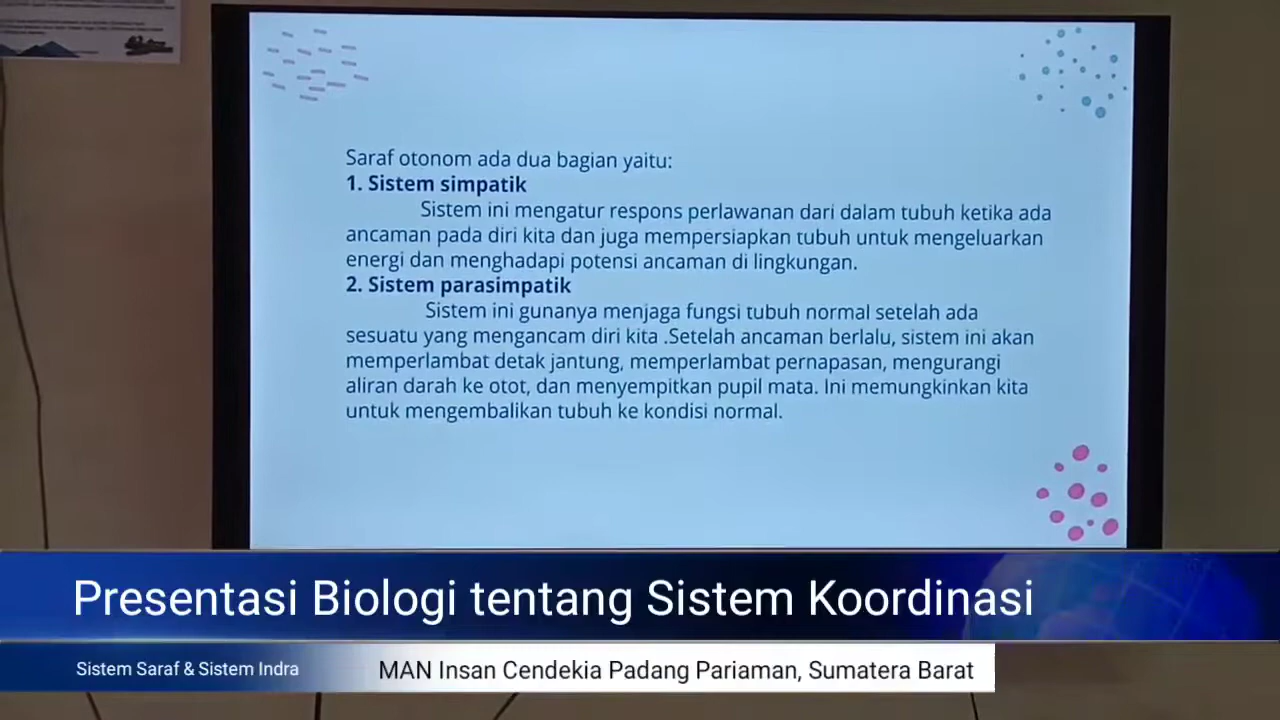 Saraf otonom ada dua bagian yaitu:
1. Sistem simpatik
Sistem ini mengatur respons perlawanan dari dalam tubuh ketika ada
ancaman pada diri kita dan juga mempersiapkan tubuh untuk mengeluarkan
energi dan menghadapi potensi ancaman di lingkungan.
2. Sistem parasimpatik
Sistem ini gunanya menjaga fungsi tubuh normal setelah ada
sesuatu yang mengancam diri kita .Setelah ancaman berlalu, sistem ini akan
memperlambat detak jantung, memperlambat pernapasan, mengurangi
aliran darah ke otot, dan menyempitkan pupil mata. Ini memungkinkan kita
untuk mengembalikan tubuh ke kondisi normal.
Presentasi Biologi tentang Sistem Koordinasi
Sistem Saraf & Sistem Indra
MAN Insan Cendekia Padang Pariaman, Sumatera Barat